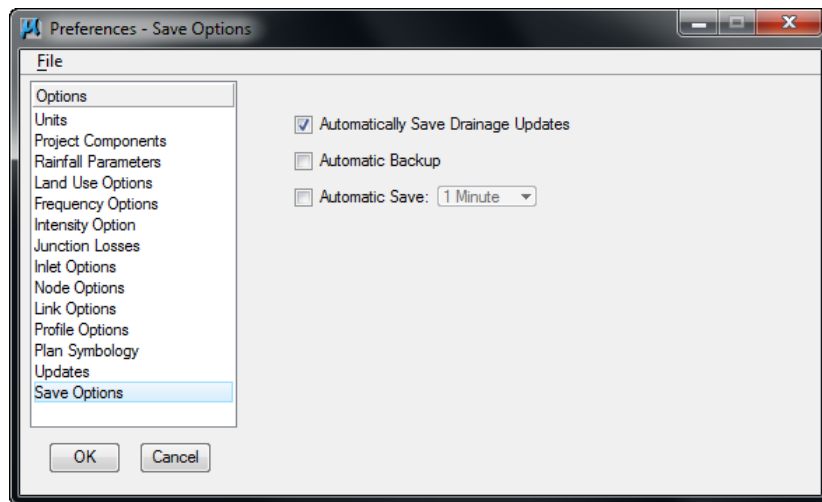 Preferences - Save Options
File
Options
Units
Project Components
Rainfall Parameters
Land Use Options
Frequency Options
Intensity Option
Junction Losses
Inlet Options
Node Options
Link Options
Profile Options
Plan Symbology
Updates
Save Options
Automatically Save Drainage Updates
Automatic Backup
Automatic Save: 1 Minute
OK Cancel